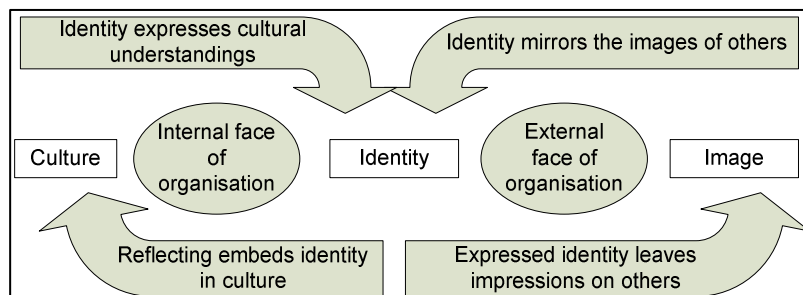 Identity expresses cultural
understandings
Identity mirrors the images of others
Culture
Internal face
of
organisation
Identity
External
face of
organisation
Image
Reflecting embeds identity
in culture
Expressed identity leaves
impressions on others